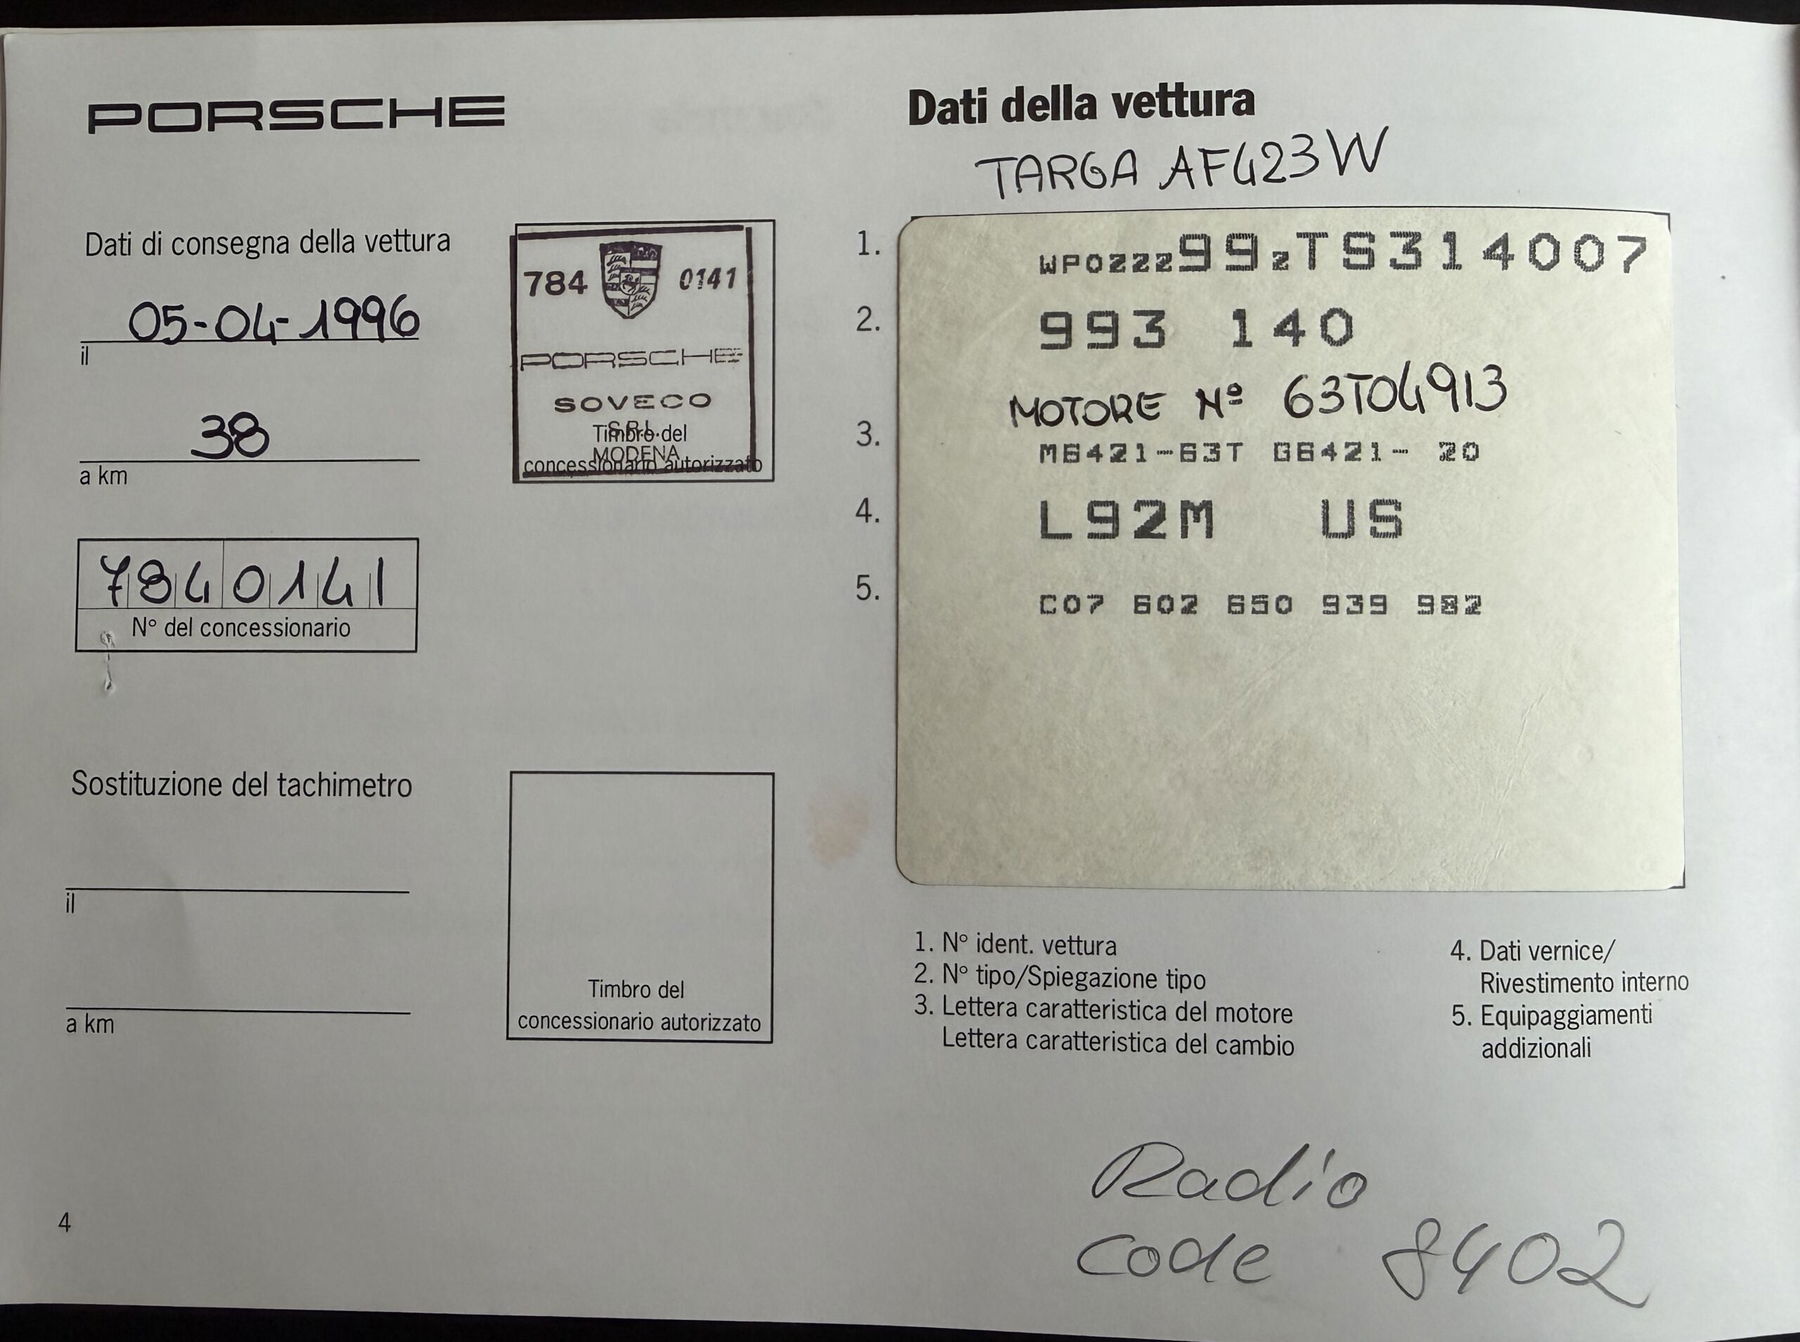 PORSCHE
Dati di consegna della vettura
05-04-1996
il
38
a km
7840141
N° del concessionario
784 0141
PORSCHE
SOVECO
S.R.L.
Timbro del
MODENA
concessionario autorizzato
Sostituzione del tachimetro
il
a km
Timbro del
concessionario autorizzato
4
Dati della vettura
TARGA AF423W
1. WP0ZZZ99ZTS314007
2. 993 140
MOTORE Nº 63T04913
3. M6421-63T G6421- 20
4. L92M US
5. C07 602 650 939 982
1. N° ident. vettura
2. N° tipo/Spiegazione tipo
3. Lettera caratteristica del motore
Lettera caratteristica del cambio
4. Dati vernice/
Rivestimento interno
5. Equipaggiamenti
addizionali
Radio
code 8402